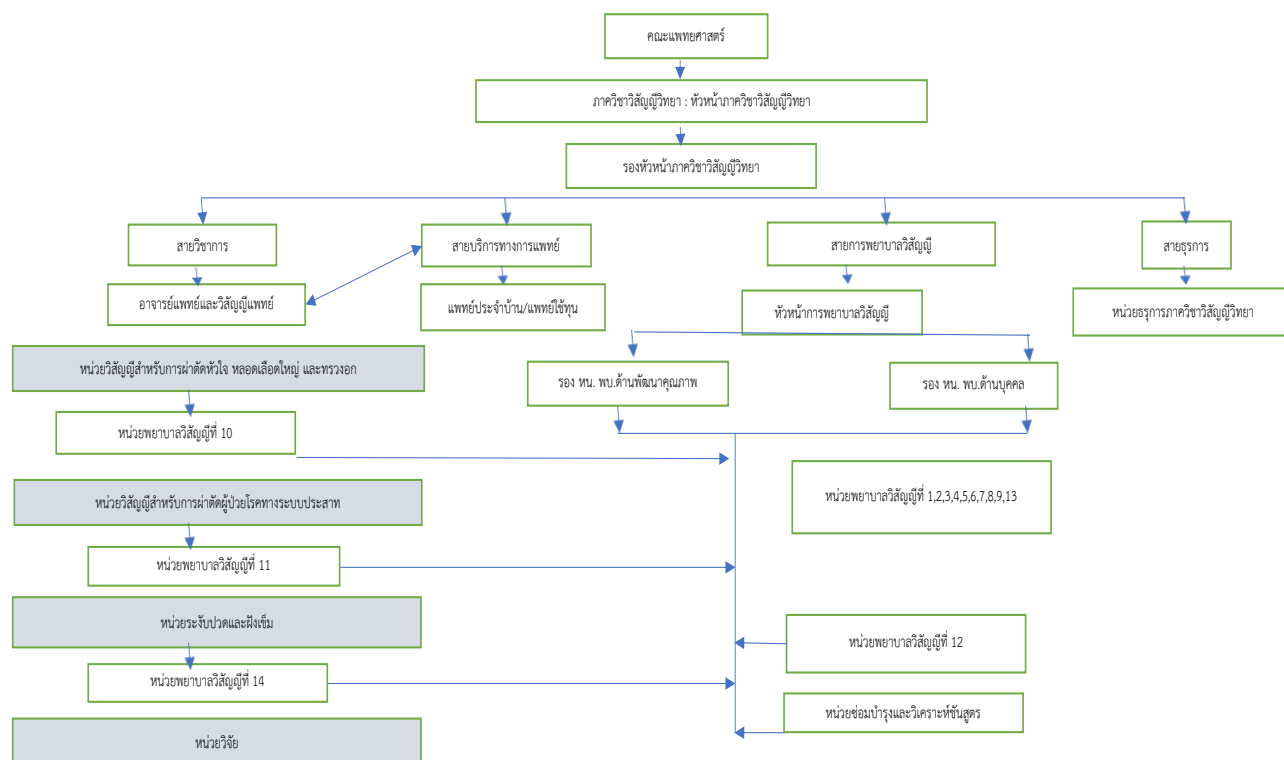 คณะแพทยศาสตร์
ภาควิชาวิสัญญีวิทยา : หัวหน้าภาควิชาวิสัญญีวิทยา
รองหัวหน้าภาควิชาวิสัญญีวิทยา
สายวิชาการ
สายบริการทางการแพทย์
สายการพยาบาลวิสัญญี
สายธุรการ
อาจารย์แพทย์และวิสัญญีแพทย์
แพทย์ประจำบ้าน/แพทย์ใช้ทุน
หัวหน้าการพยาบาลวิสัญญี
หน่วยธรุการภาควิชาวิสัญญีวิทยา
หน่วยวิสัญญีสำหรับการผ่าตัดหัวใจ หลอดเลือดใหญ่ และทรวงอก
รอง หน. พบ.ด้านพัฒนาคุณภาพ
รอง หน. พบ.ด้านบุคคล
หน่วยพยาบาลวิสัญญีที่ 10
หน่วยวิสัญญีสำหรับการผ่าตัดผู้ป่วยโรคทางระบบประสาท
หน่วยพยาบาลวิสัญญีที่ 1,2,3,4,5,6,7,8,9,13
หน่วยพยาบาลวิสัญญีที่ 11
หน่วยระงับปวดและฝังเข็ม
หน่วยพยาบาลวิสัญญีที่ 12
หน่วยพยาบาลวิสัญญีที่ 14
หน่วยซ่อมบำรุงและวิเคราะห์ชันสูตร
หน่วยวิจัย